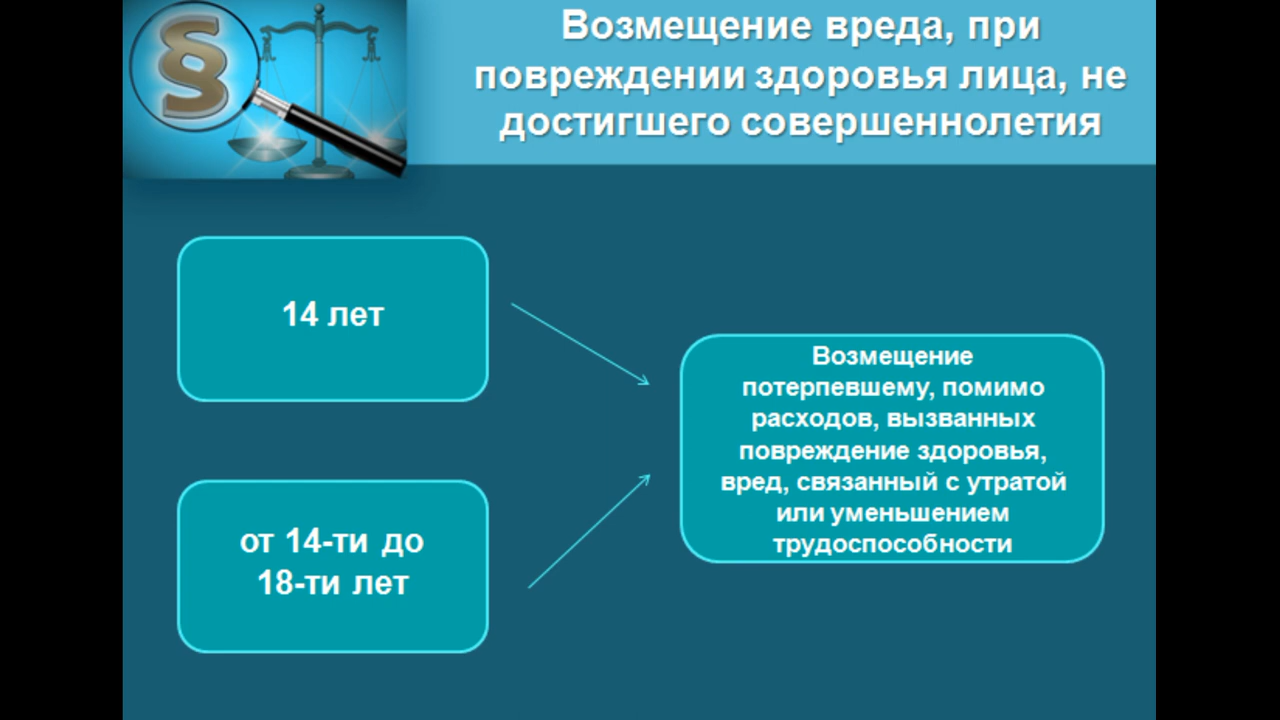 §
Возмещение вреда, при
повреждении здоровья лица, не
достигшего совершеннолетия
14 лет
от 14-ти до
18-ти лет
Возмещение
потерпевшему, помимо
расходов, вызванных
повреждение здоровья,
вред, связанный с утратой
или уменьшением
трудоспособности